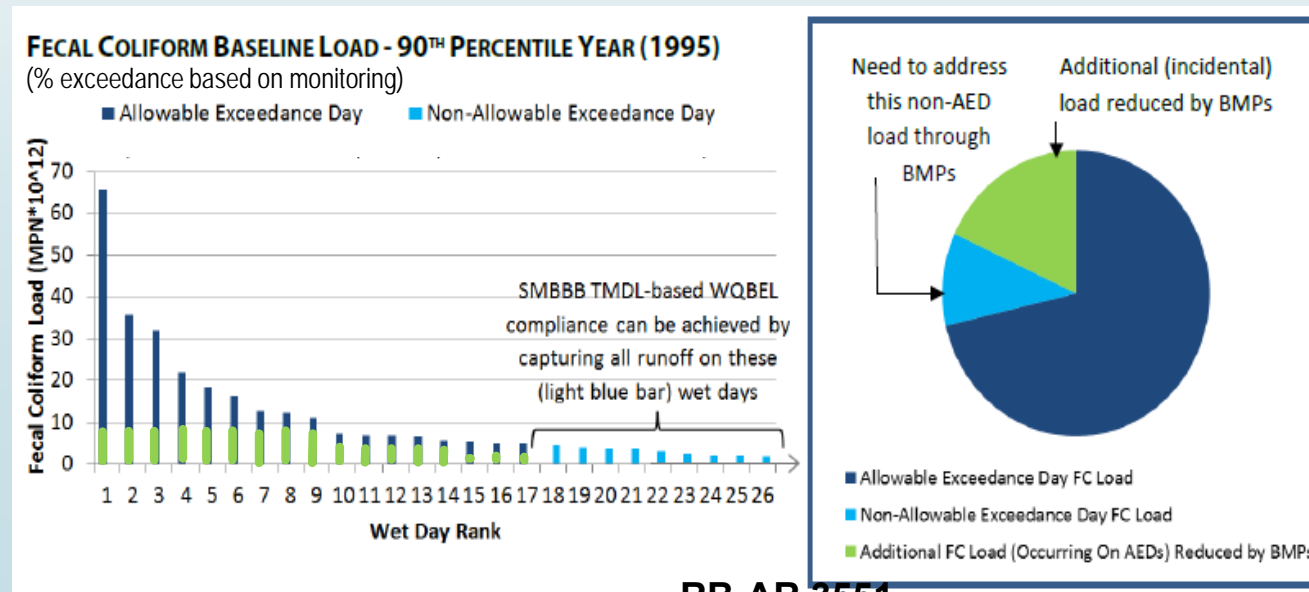 FECAL COLIFORM BASELINE LOAD - 90TH PERCENTILE YEAR (1995)
(% exceedance based on monitoring)
Allowable Exceedance Day Non-Allowable Exceedance Day
Fecal Coliform Load (MPN*10^12)
70
60
50
40
30
20
10
0
SMBBB TMDL-based WQBEL
compliance can be achieved by
capturing all runoff on these
(light blue bar) wet days
1 2 3 4 5 6 7 8 9 10 11 12 13 14 15 16 17 18 19 20 21 22 23 24 25 26
Wet Day Rank
Need to address
this non-AED
load through
BMPs
Additional (incidental)
load reduced by BMPs
Allowable Exceedance Day FC Load
Non-Allowable Exceedance Day FC Load
Additional FC Load (Occurring On AEDs) Reduced by BMPs